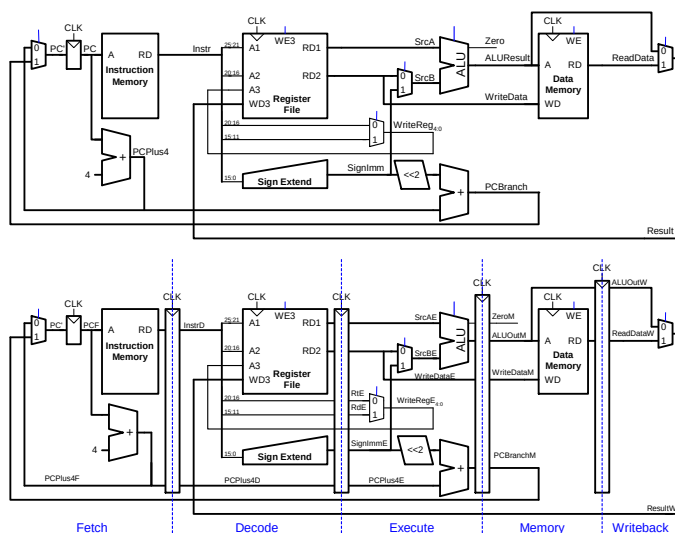 CLK CLK CLK
25:21 A1 WE3 RD1 SrcA Zero WE
0 1 PC' PC A RD Instr 20:16 A2 RD2 0 1 SrcB ALU ALUResult A RD ReadData 0 1
Instruction Memory A3 Register File Data Memory
WD3 WriteData WD
20:16 0 WriteReg4:0
15:11 1
PCPlus4 SignImm
4 + 15:0 Sign Extend <<2 + PCBranch
Result
CLK CLK CLK CLK CLK CLK CLK
25:21 A1 WE3 RD1 SrcAE ZeroM WE ALUOutW
0 1 PC' PCF A RD InstrD 20:16 A2 RD2 0 1 SrcBE ALU ALUOutM A RD ReadDataW 0 1
Instruction Memory A3 Register File Data Memory
WD3 WriteDataE WriteDataM WD
20:16 RtE 0 WriteRegE4:0
15:11 RdE 1
SignImmE
4 + 15:0 Sign Extend <<2 + PCBranchM
PCPlus4F PCPlus4D PCPlus4E
ResultW
Fetch Decode Execute Memory Writeback